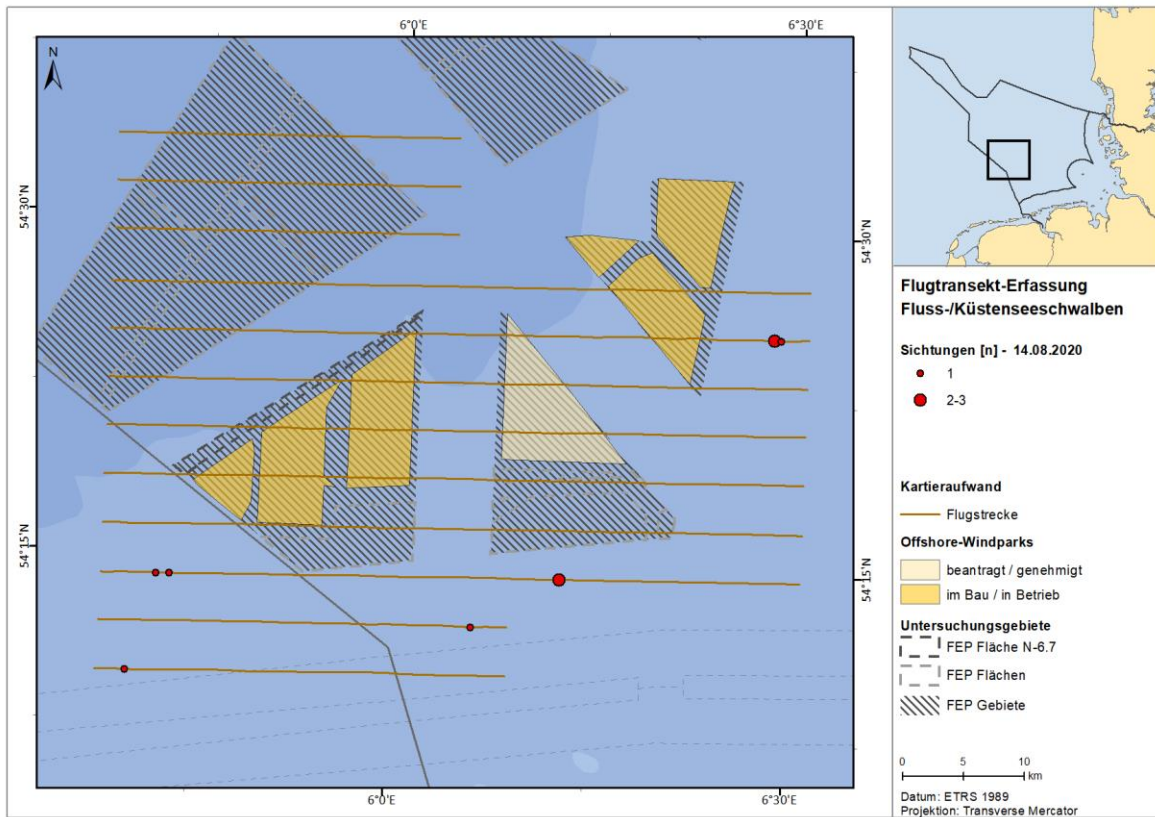 6°0'E
6°30'E
N
54°30'N
54°30'N
54°15'N
54°15'N
6°0'E
6°30'E
Flugtransekt-Erfassung
Fluss-/Küstenseeschwalben
Sichtungen [n] - 14.08.2020
1
2-3
Kartieraufwand
Flugstrecke
Offshore-Windparks
beantragt / genehmigt
im Bau / in Betrieb
Untersuchungsgebiete
FEP Fläche N-6.7
FEP Flächen
FEP Gebiete
0 5 10
km
Datum: ETRS 1989
Projektion: Transverse Mercator